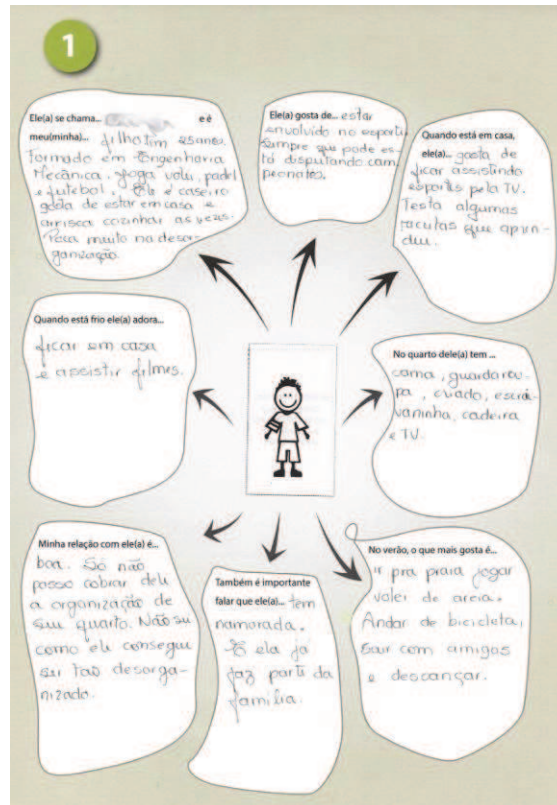 1
Ele(a) se chama... e é
meu(minha)... filho tim 25 anos.
Formado em Engenharia
Mecânica, joga volei, padel
e futebol, Ele é caseiro
gosta de estar em casa e
arrisca cozinhar as vezes.
Peca muito na desor-
ganização.
Ele(a) gosta de... estar
envolvido no esporte
sempre que pode es-
tá disputando cam
peonatos.
Quando está em casa,
ele(a)... gosta de
ficar assistindo
esportes pela TV.
Testa algumas
receitas que apren-
deu.
Quando está frio ele(a) adora...
ficar em casa
e assistir filmes.
No quarto dele(a) tem ...
cama, guarda rou-
pa, criado, escri-
vaninha, cadeira
e TV.
Minha relação com ele(a) é...
boa. Só não
posso cobrar dele
a organização de
seu quarto. Não sei
como ele consegue
ser tão desorga-
nizado.
Também é importante
falar que ele(a)... tem
namorada.
E ela já
faz parte da
família.
No verão, o que mais gosta é...
ir pra praia jogar
volei de areia.
Andar de bicicleta,
sair com amigos
e descançar.